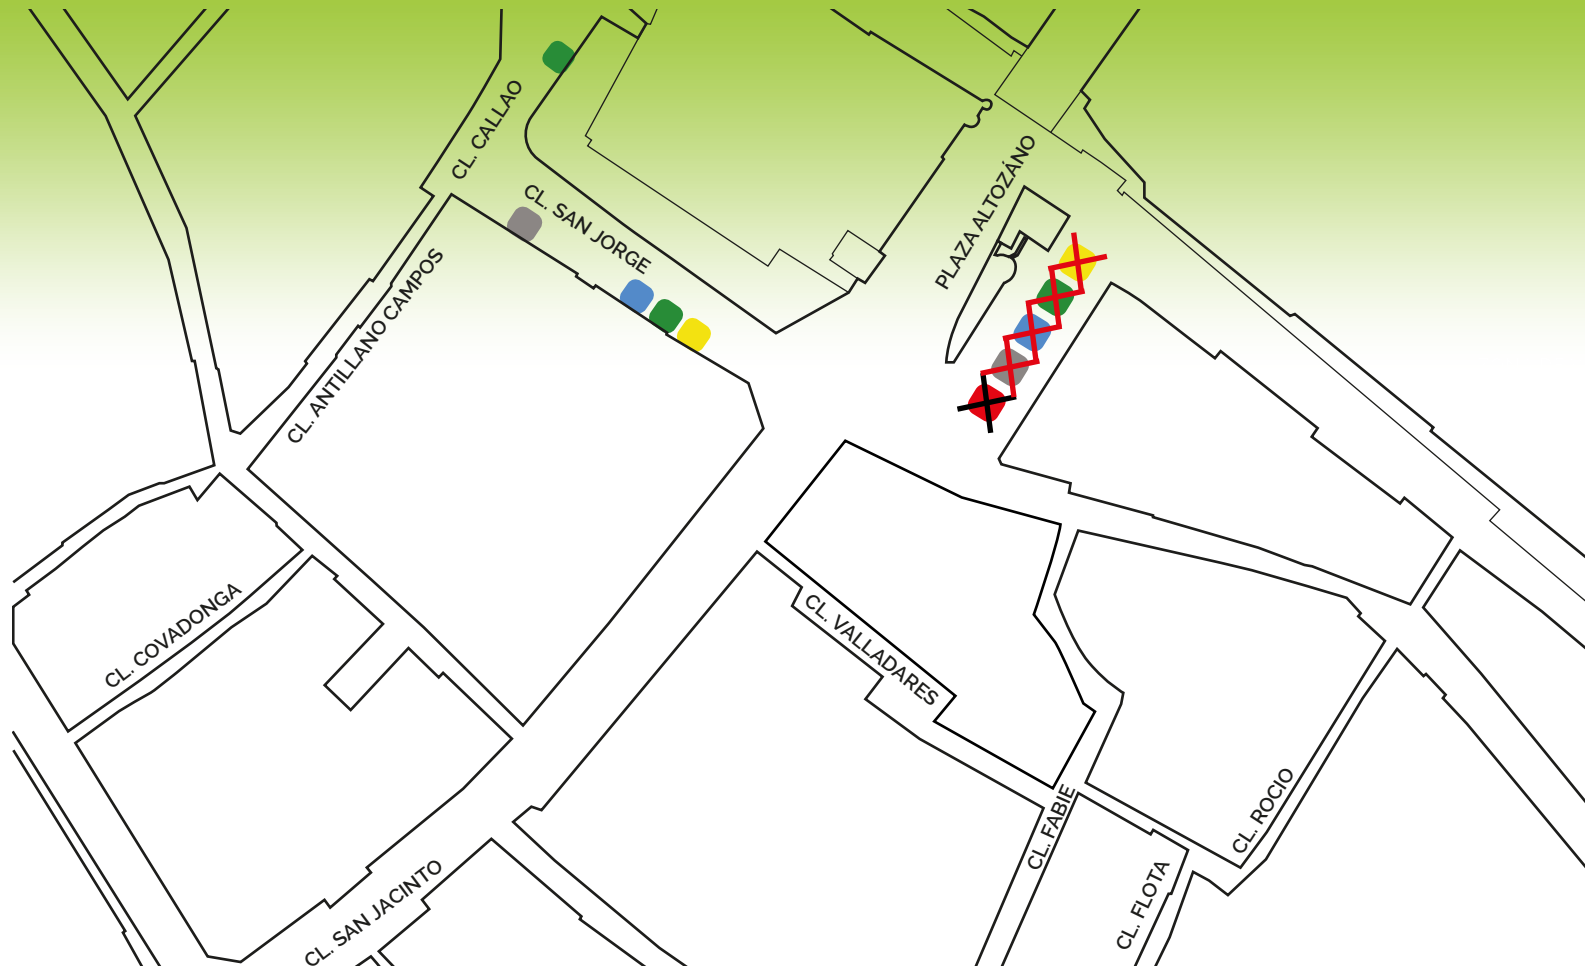 CL. CALLAO
CL. SAN JORGE
PLAZA ALTOZÁNO
CL. ANTILLANO CAMPOS
CL. COVADONGA
CL. VALLADARES
CL. FABIE
CL. ROCIO
CL. FLOTA
CL. SAN JACINTO